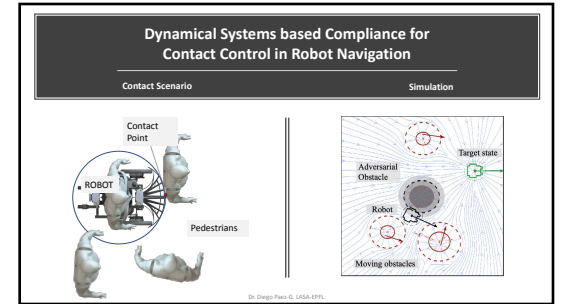 Dynamical Systems based Compliance for
Contact Control in Robot Navigation
Contact Scenario
Simulation
Contact
Point
ROBOT
Pedestrians
Target state
Adversarial
Obstacle
Robot
Moving obstacles
Dr. Diego Paez-G. LASA-EPFL